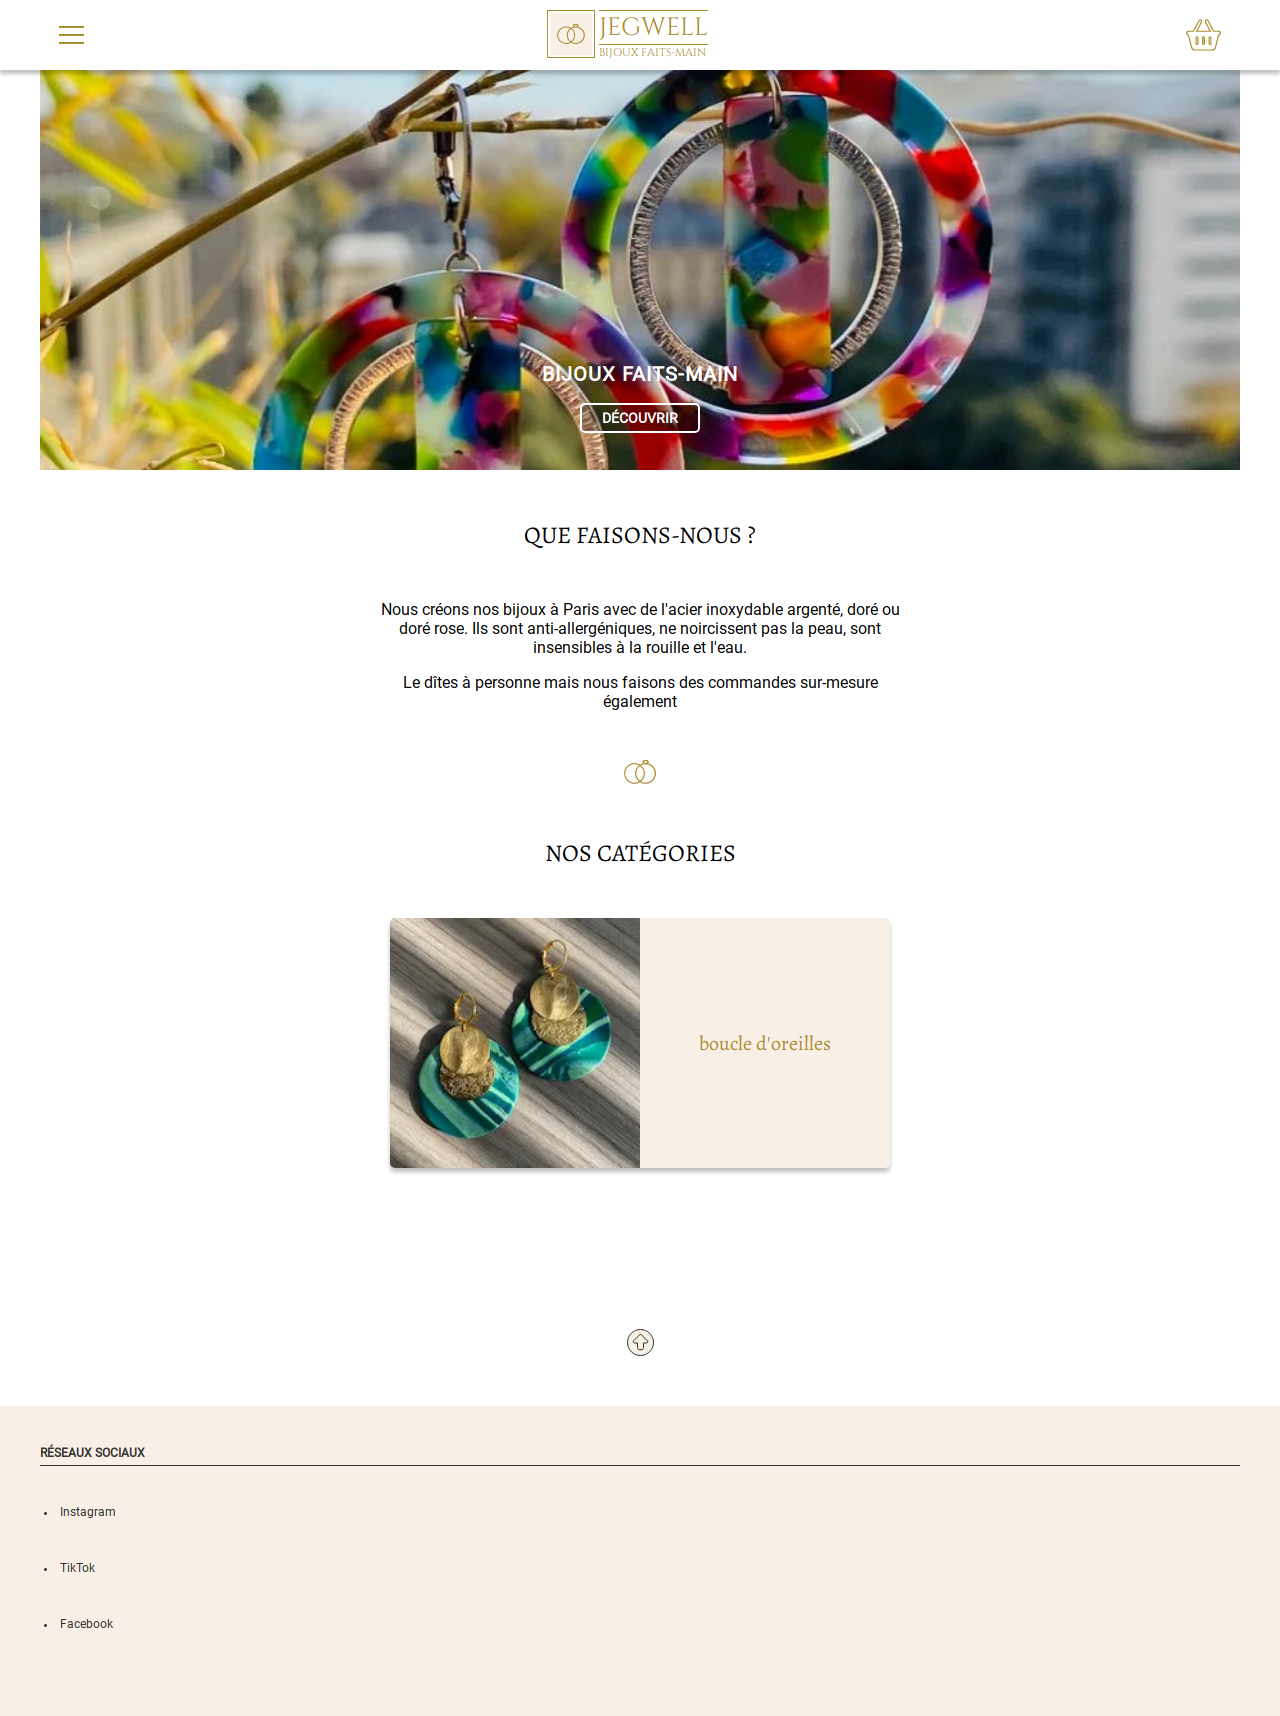 JEGWELL
BIJOUX FAITS-MAIN
BIJOUX FAITS-MAIN
DÉCOUVRIR
QUE FAISONS-NOUS ?
Nous créons nos bijoux à Paris avec de l'acier inoxydable argenté, doré ou
doré rose. Ils sont anti-allergéniques, ne noircissent pas la peau, sont
insensibles à la rouille et l'eau.
Le dîtes à personne mais nous faisons des commandes sur-mesure
également
NOS CATÉGORIES
boucle d'oreilles
RÉSEAUX SOCIAUX
Instagram
TikTok
Facebook